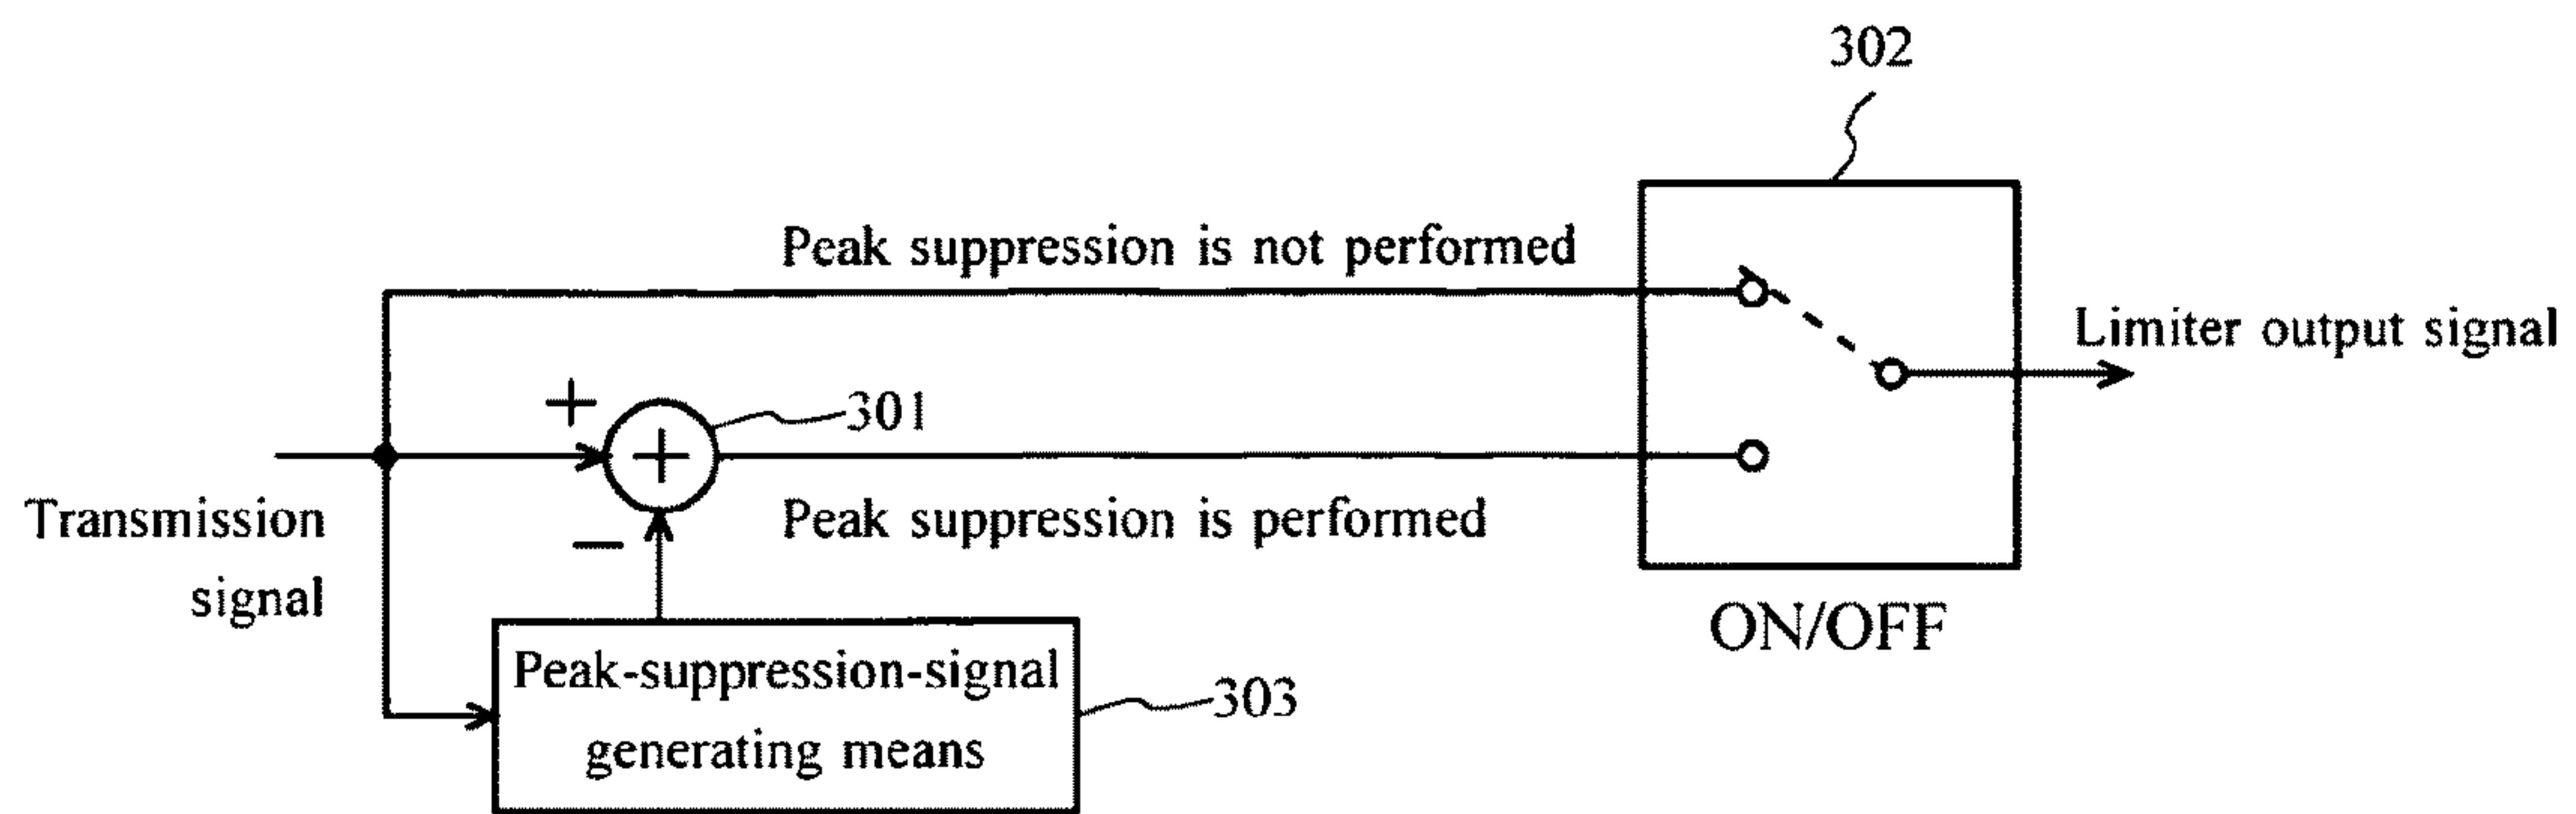 302
Peak suppression is not performed
Limiter output signal
+
301
+
Transmission
signal
−
Peak suppression is performed
ON/OFF
Peak-suppression-signal
generating means
303